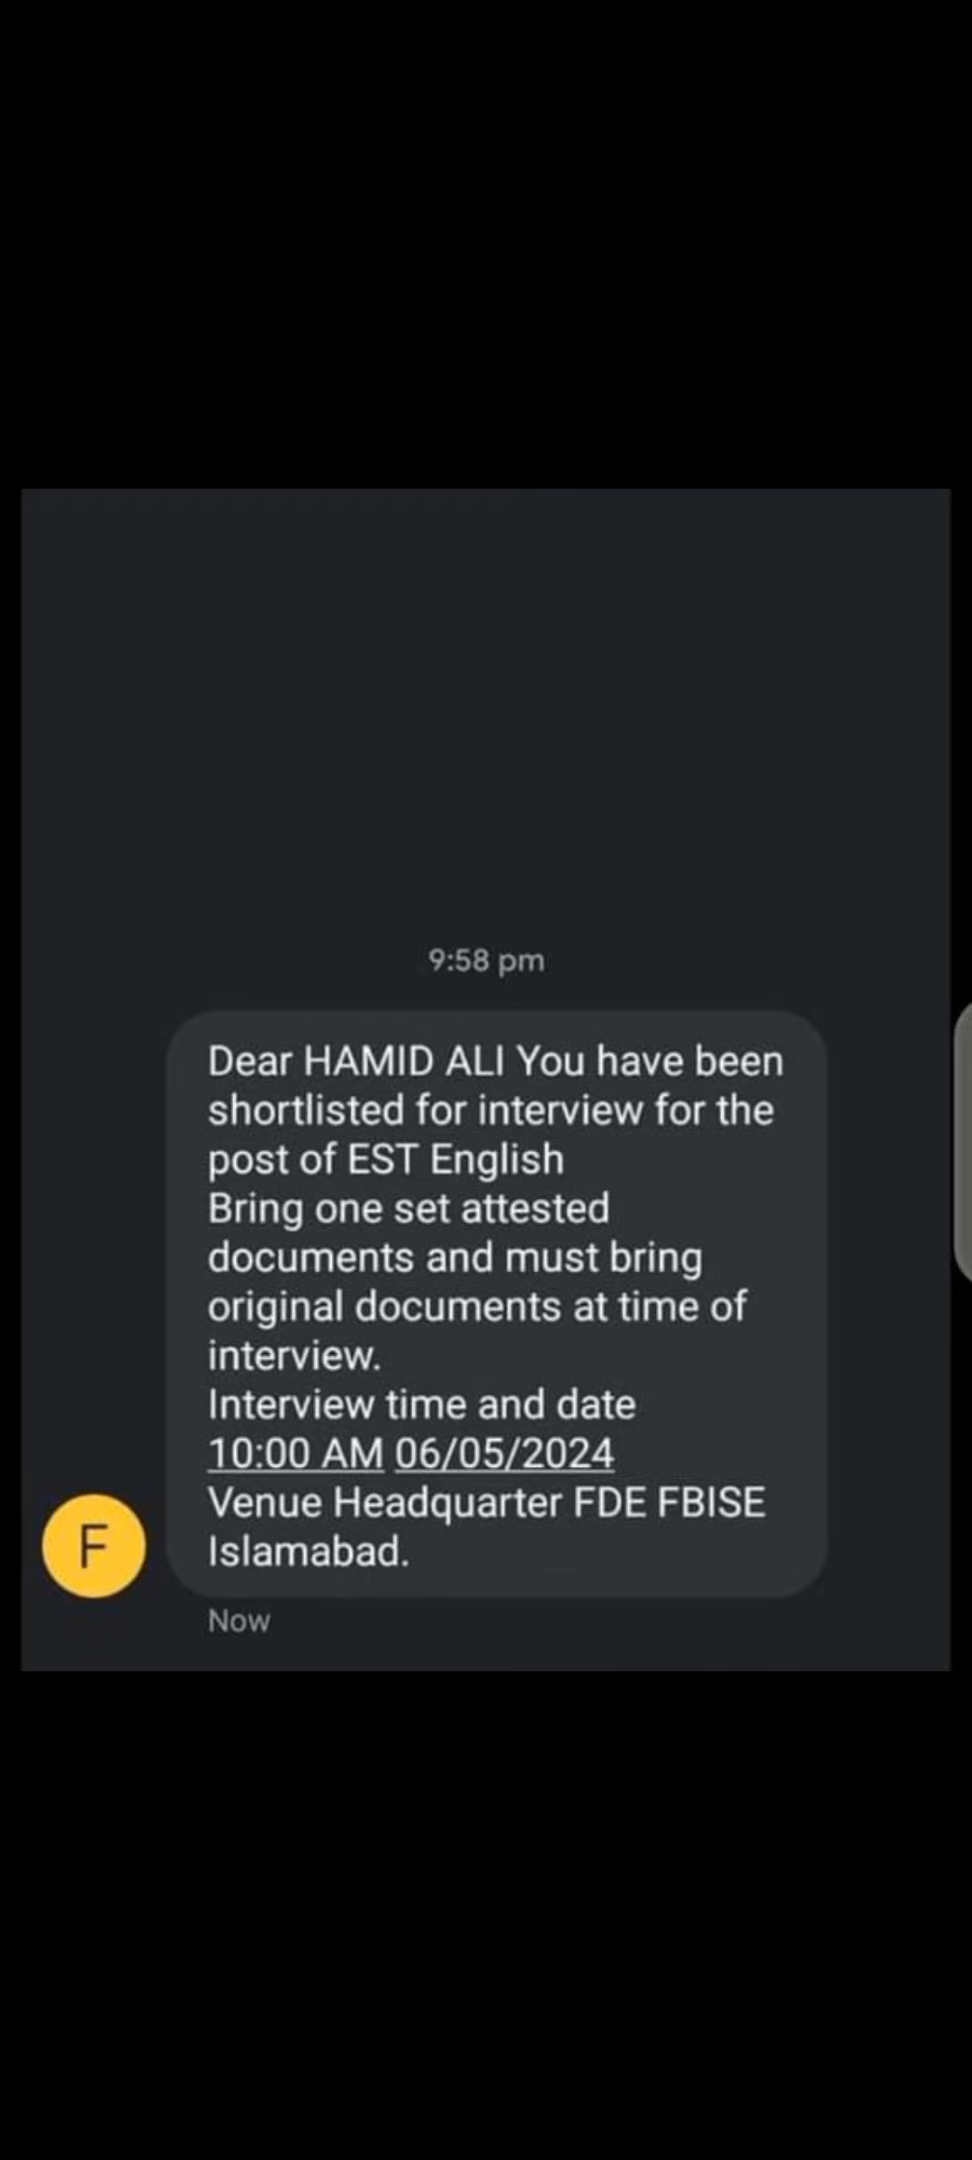 9:58 pm
Dear HAMID ALI You have been
shortlisted for interview for the
post of EST English
Bring one set attested
documents and must bring
original documents at time of
interview.
Interview time and date
10:00 AM 06/05/2024
Venue Headquarter FDE FBISE
Islamabad.
F
Now